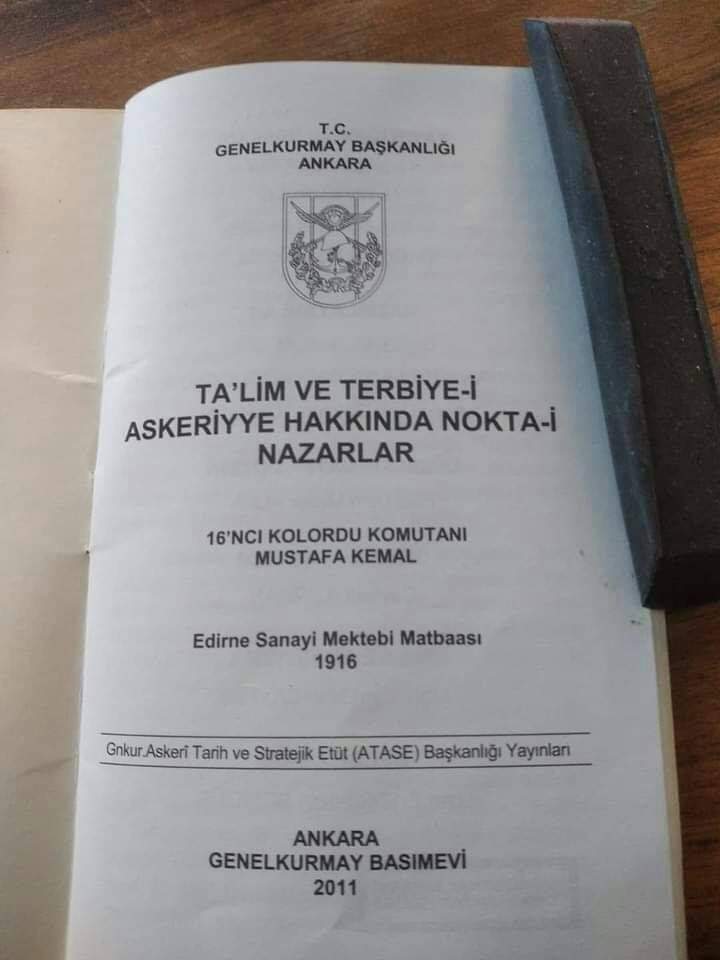 T.C.
GENELKURMAY BAŞKANLIĞI
ANKARA
TA'LİM VE TERBİYE-İ
ASKERİYYE HAKKINDA NOKTA-İ
NAZARLAR
16'NCI KOLORDU KOMUTANI
MUSTAFA KEMAL
Edirne Sanayi Mektebi Matbaası
1916
Gnkur.Askerî Tarih ve Stratejik Etüt (ATASE) Başkanlığı Yayınları
ANKARA
GENELKURMAY BASIMEVİ
2011